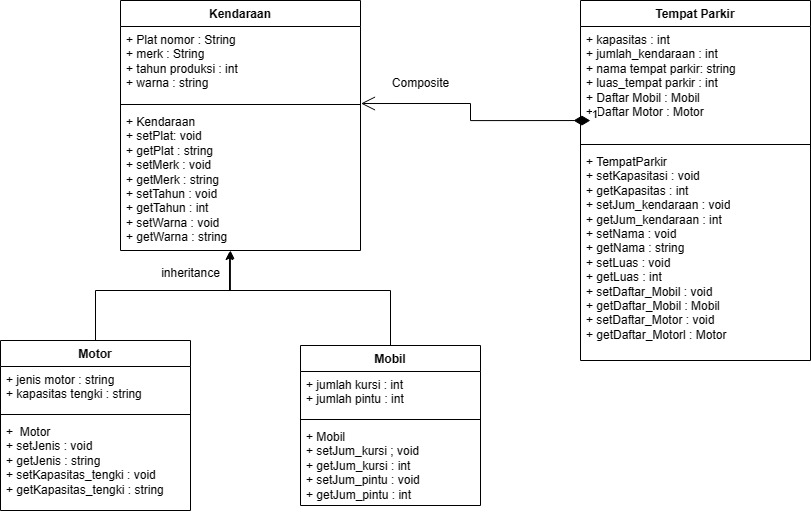 Kendaraan
+ Plat nomor : String
+ merk : String
+ tahun produksi : int
+ warna : string
+ Kendaraan
+ setPlat: void
+ getPlat : string
+ setMerk : void
+ getMerk : string
+ setTahun : void
+ getTahun : int
+ setWarna : void
+ getWarna : string
Composite
1
Tempat Parkir
+ kapasitas : int
+ jumlah_kendaraan : int
+ nama tempat parkir: string
+ luas_tempat parkir : int
+ Daftar Mobil : Mobil
+ Daftar Motor : Motor
+ TempatParkir
+ setKapasitasi : void
+ getKapasitas : int
+ setJum_kendaraan : void
+ getJum_kendaraan : int
+ setNama : void
+ getNama : string
+ setLuas : void
+ getLuas : int
+ setDaftar_Mobil : void
+ getDaftar_Mobil : Mobil
+ setDaftar_Motor : void
+ getDaftar_Motorl : Motor
inheritance
Motor
+ jenis motor : string
+ kapasitas tengki : string
+ Motor
+ setJenis : void
+ getJenis : string
+ setKapasitas_tengki : void
+ getKapasitas_tengki : string
Mobil
+ jumlah kursi : int
+ jumlah pintu : int
+ Mobil
+ setJum_kursi ; void
+ getJum_kursi : int
+ setJum_pintu : void
+ getJum_pintu : int